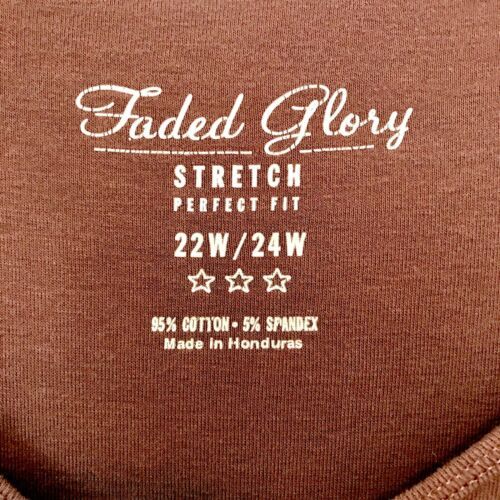 Faded Glory
STRETCH
PERFECT FIT
22W/24W
95% COTTON • 5% SPANDEX
Made in Honduras